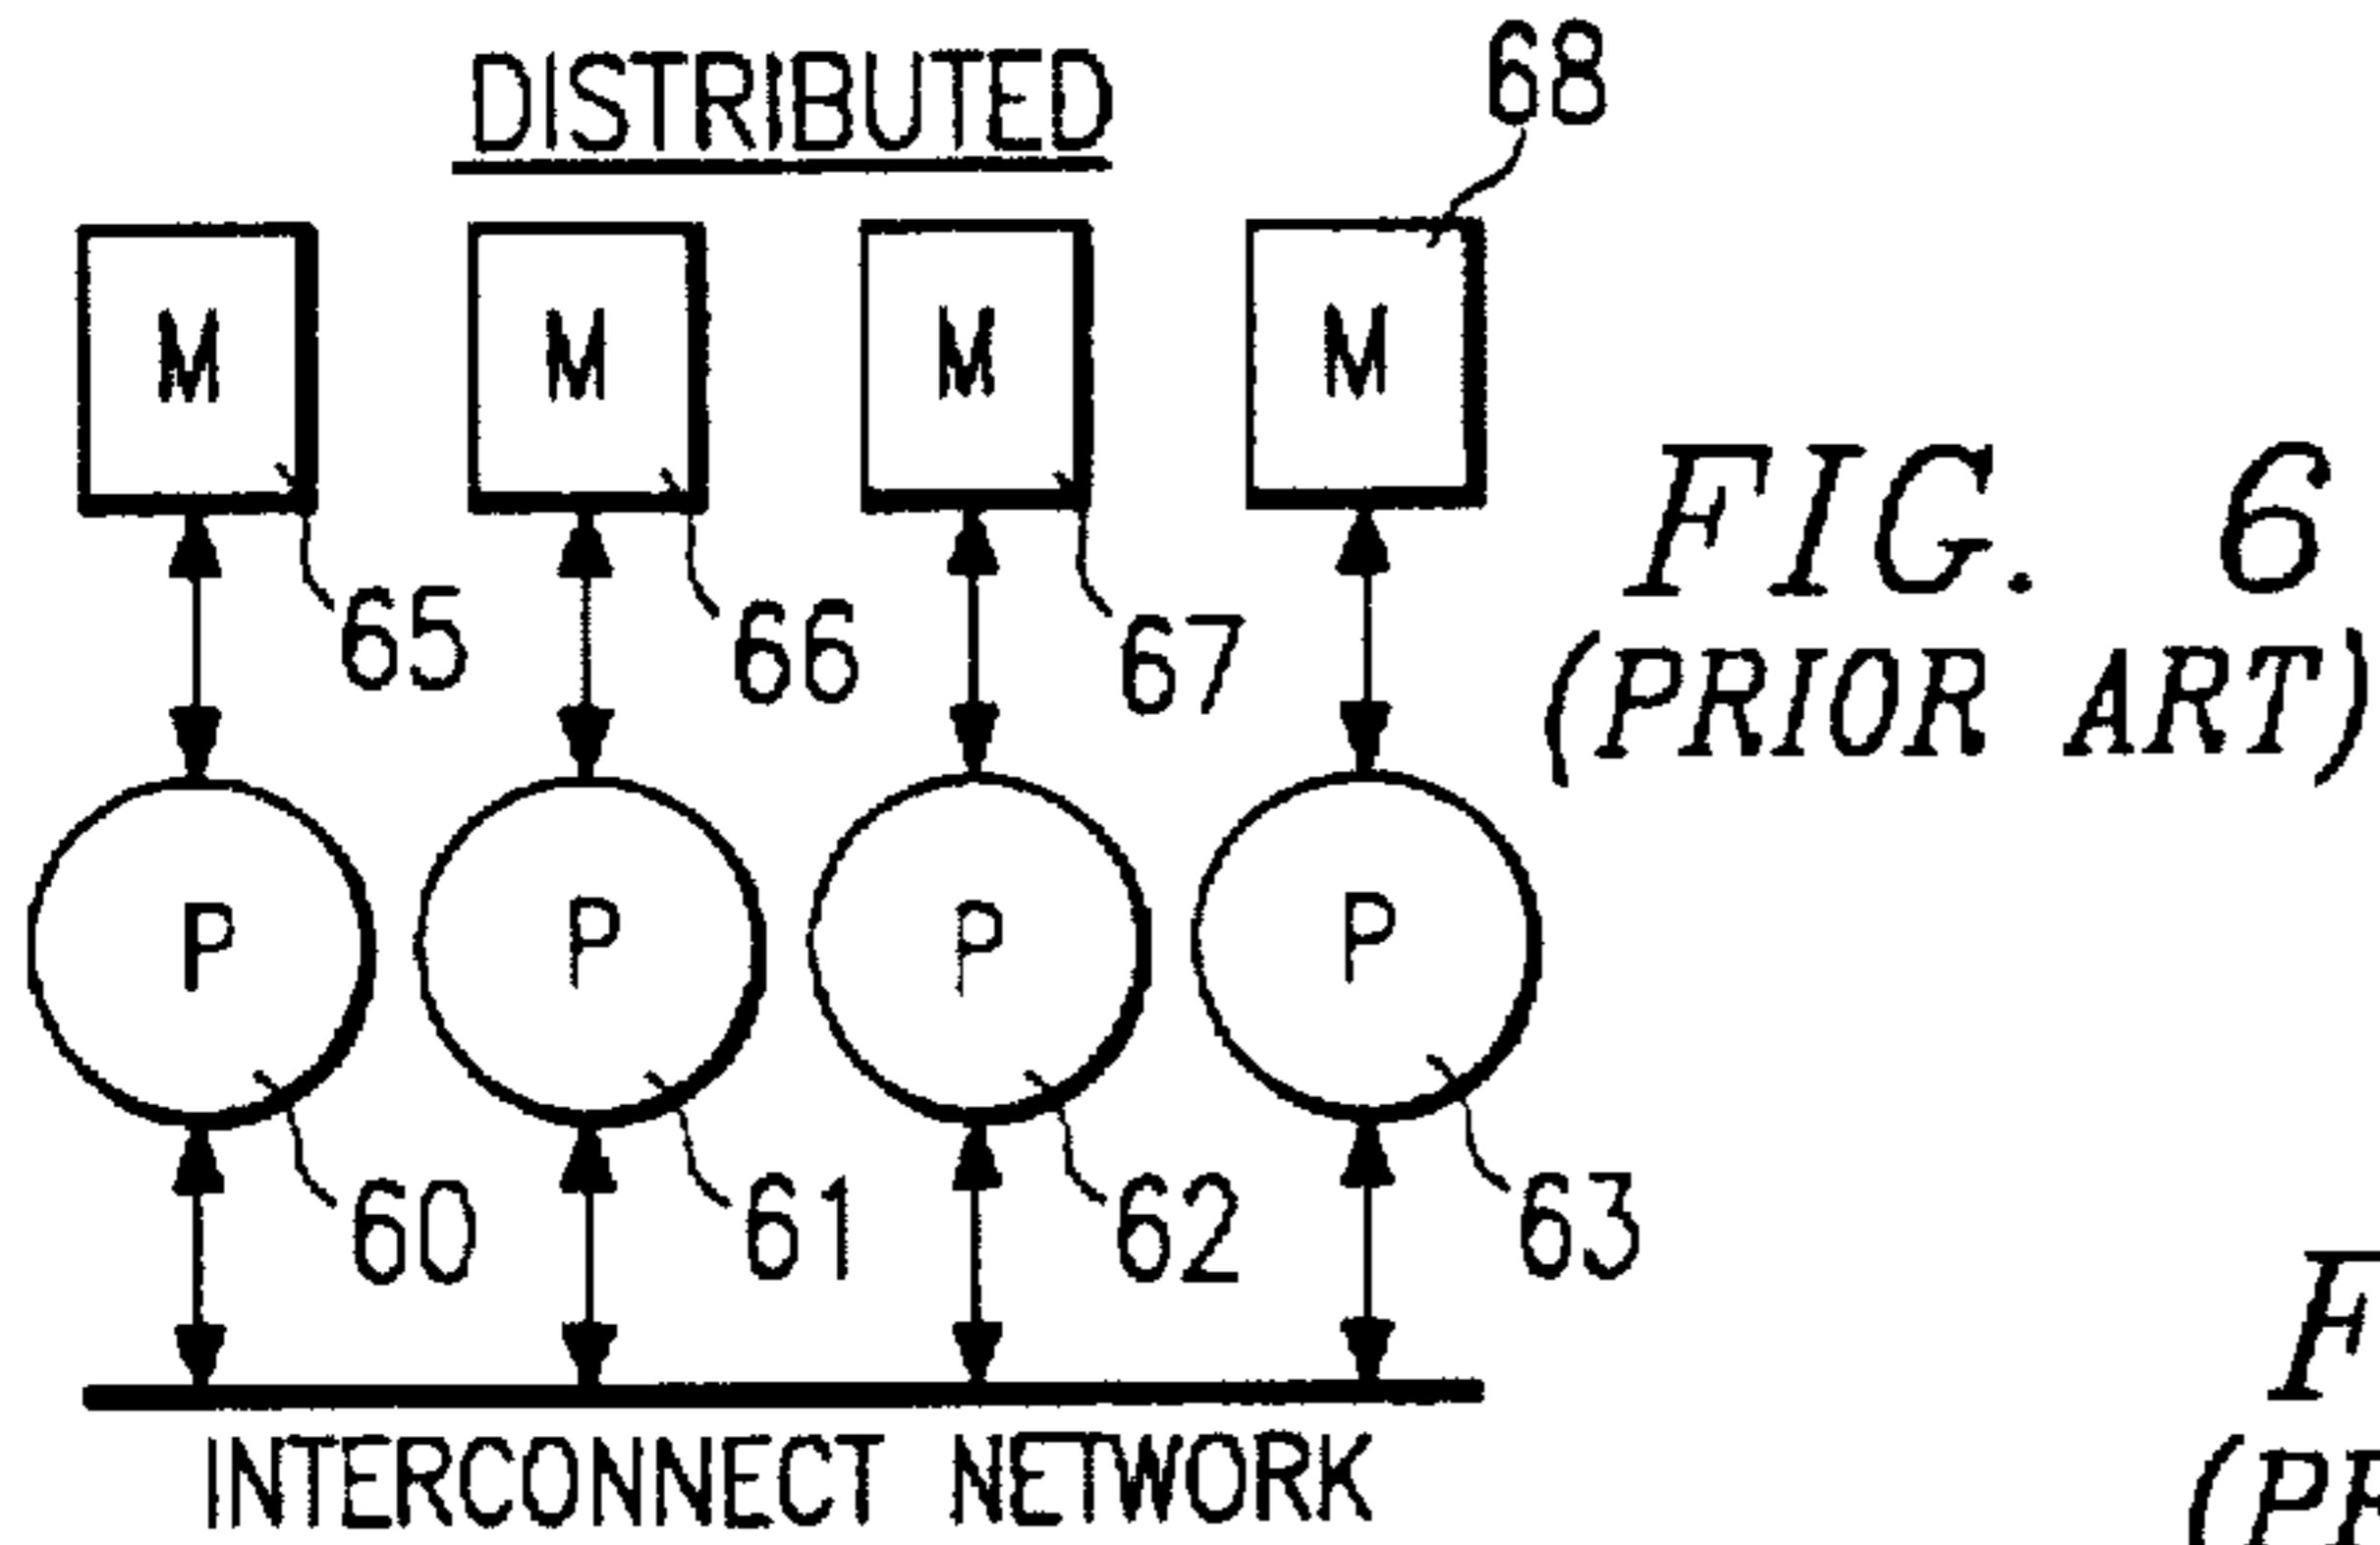 DISTRIBUTED
68
M M M M
FIG. 6
(PRIOR ART)
65 66 67
P P P P
60 61 62 63
INTERCONNECT NETWORK